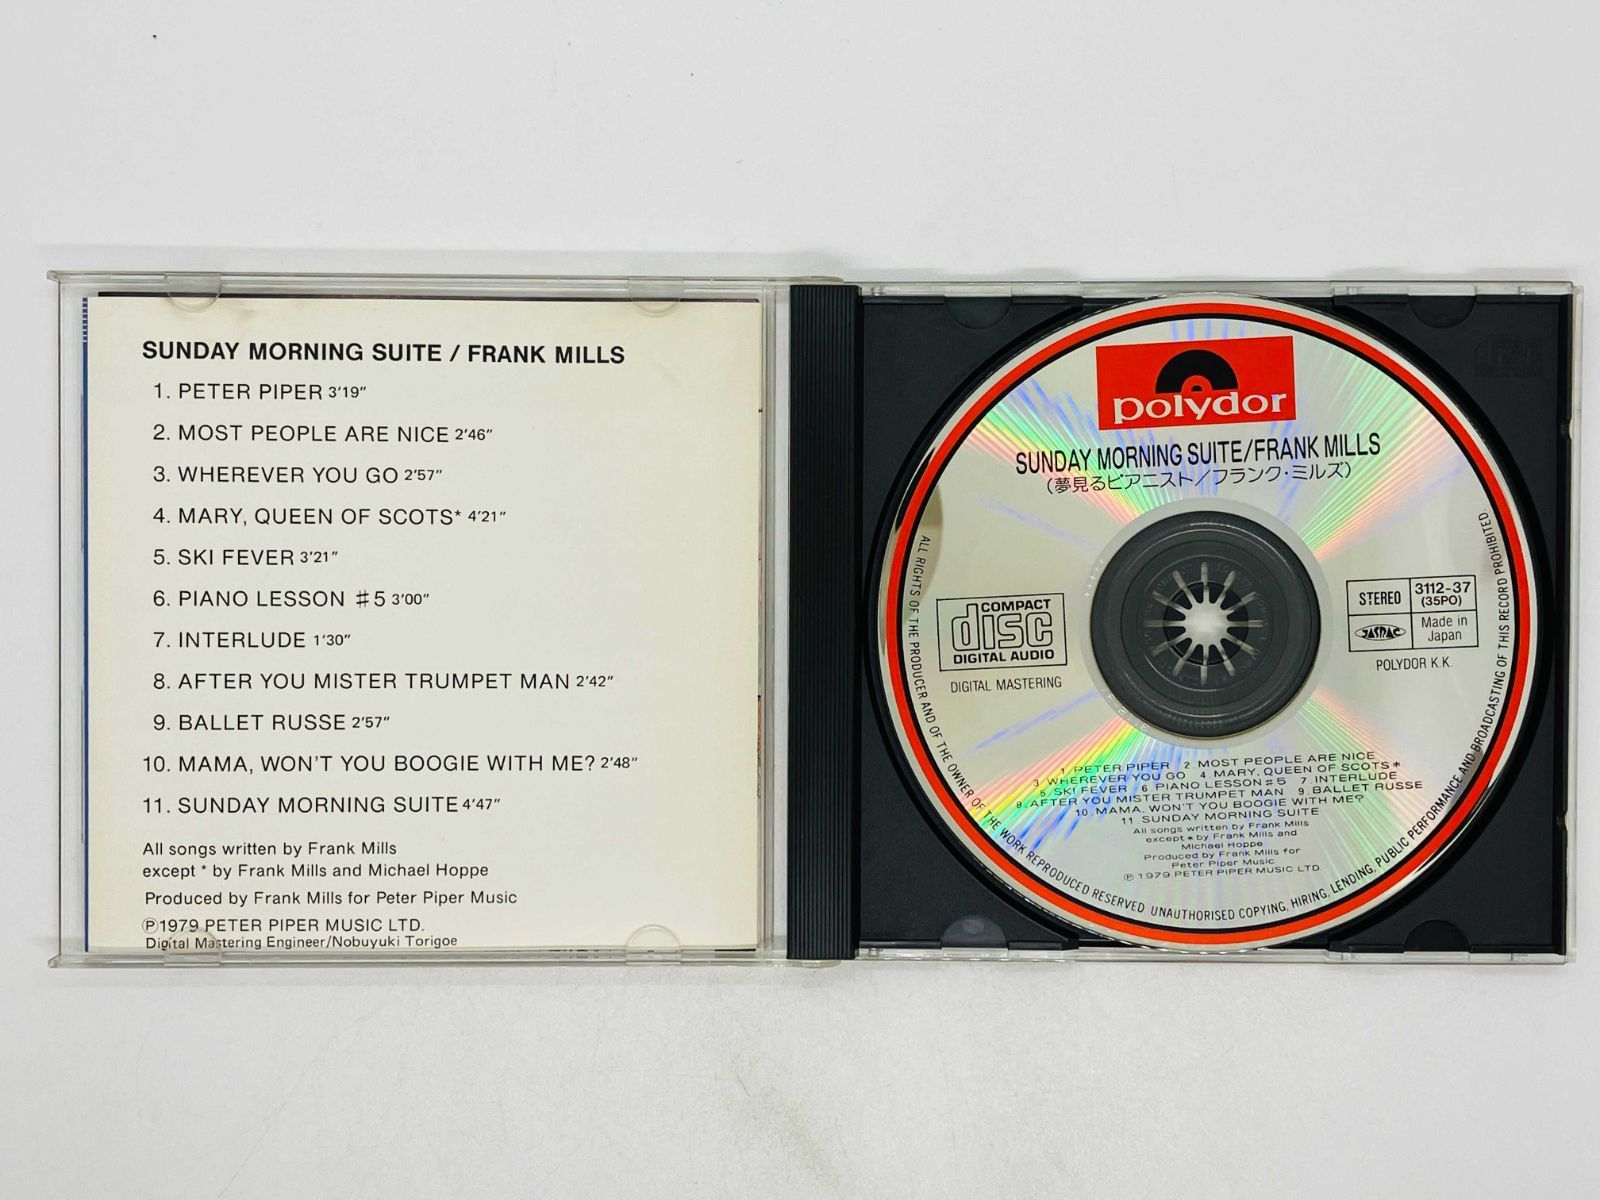 SUNDAY MORNING SUITE / FRANK MILLS
1. PETER PIPER 3'19"
2. MOST PEOPLE ARE NICE 2'46"
3. WHEREVER YOU GO 2'57"
4. MARY, QUEEN OF SCOTS* 4'21"
5. SKI FEVER 3'21"
6. PIANO LESSON #5 3'00"
7. INTERLUDE 1'30"
8. AFTER YOU MISTER TRUMPET MAN 2'42"
9. BALLET RUSSE 2'57"
10. MAMA, WON'T YOU BOOGIE WITH ME? 2'48"
11. SUNDAY MORNING SUITE 4'47"
All songs written by Frank Mills
except * by Frank Mills and Michael Hoppe
Produced by Frank Mills for Peter Piper Music
Ⓟ1979 PETER PIPER MUSIC LTD.
Digital Mastering Engineer/Nobuyuki Torigoe
polydor
SUNDAY MORNING SUITE/FRANK MILLS
(夢見るピアニスト/フランク・ミルズ)
COMPACT
disc
DIGITAL AUDIO
DIGITAL MASTERING
STEREO
3112-37
(35PO)
JASRAC
Made in
Japan
POLYDOR K.K.
1. PETER PIPER 2. MOST PEOPLE ARE NICE
3. WHEREVER YOU GO 4. MARY, QUEEN OF SCOTS*
5. SKI FEVER 6. PIANO LESSON #5 7. INTERLUDE
8. AFTER YOU MISTER TRUMPET MAN 9. BALLET RUSSE
10. MAMA, WON'T YOU BOOGIE WITH ME?
11. SUNDAY MORNING SUITE
All songs written by Frank Mills
except * by Frank Mills and
Michael Hoppe
Produced by Frank Mills for
Peter Piper Music
Ⓟ 1979 PETER PIPER MUSIC LTD.
ALL RIGHTS OF THE PRODUCER AND OF THE OWNER OF THE WORK REPRODUCED RESERVED. UNAUTHORISED COPYING, HIRING, LENDING, PUBLIC PERFORMANCE AND BROADCASTING OF THIS RECORD PROHIBITED.